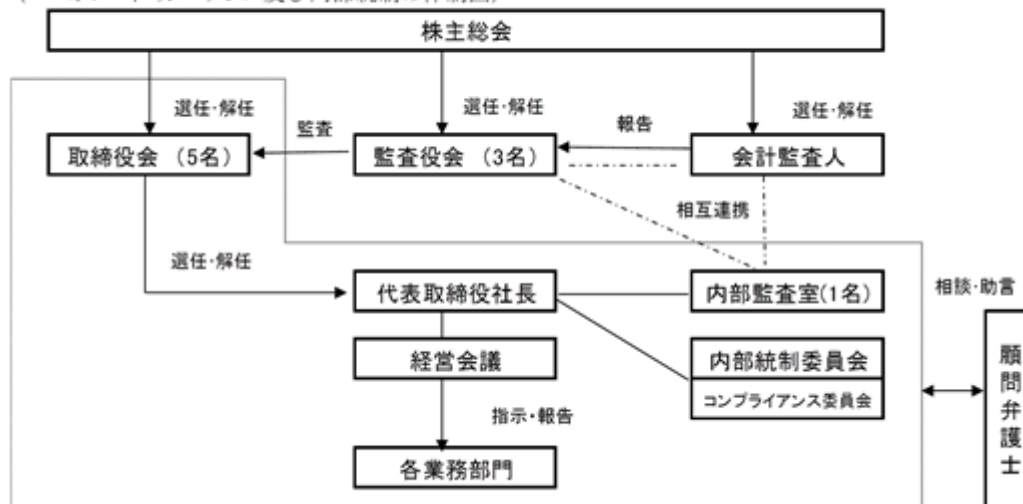 株主総会
選任・解任
選任・解任
選任・解任
監査
報告
取締役会 (5名)
監査役会 (3名)
会計監査人
相互連携
選任・解任
代表取締役社長
内部監査室(1名)
相談・助言
経営会議
内部統制委員会
コンプライアンス委員会
顧問弁護士
指示・報告
各業務部門